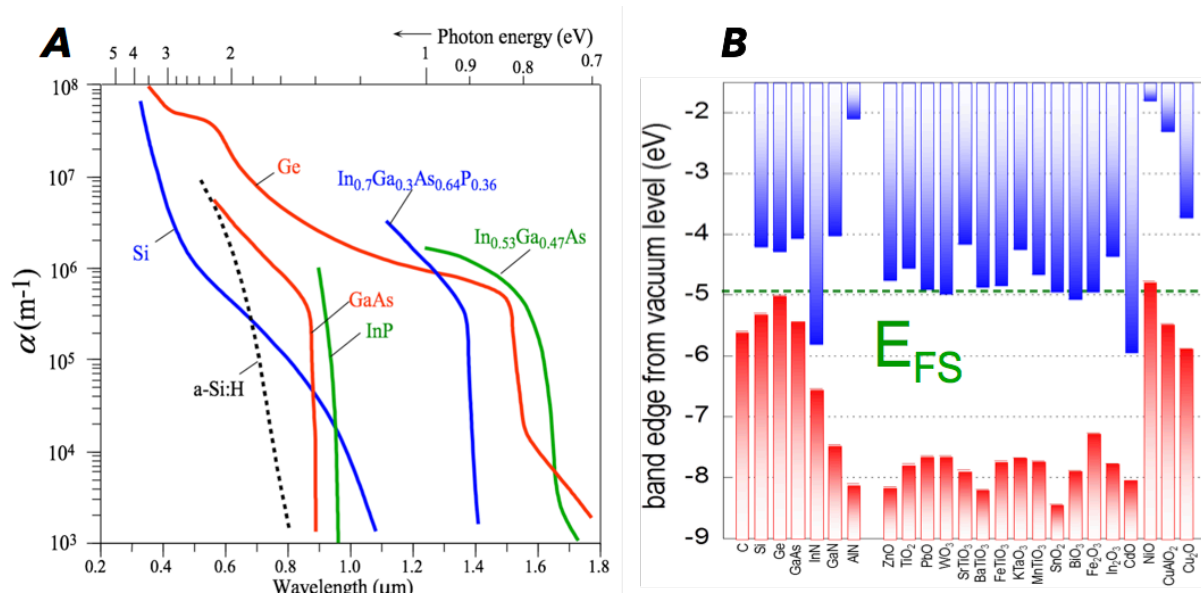 A
Photon energy (eV)
5 4 3 2 1 0.9 0.8 0.7
10⁸
10⁷
10⁶
10⁵
10⁴
10³
α (m⁻¹)
Ge
In₀.₇Ga₀.₃As₀.₆₄P₀.₃₆
In₀.₅₃Ga₀.₄₇As
Si
GaAs
InP
a-Si:H
0.2 0.4 0.6 0.8 1.0 1.2 1.4 1.6 1.8
Wavelength (μm)
B
band edge from vacuum level (eV)
-2
-3
-4
-5
-6
-7
-8
-9
E_FS
C
Si
Ge
GaAs
InN
GaN
AlN
ZnO
TiO₂
PbO
WO₃
SrTiO₃
BaTiO₃
FeTiO₃
KTaO₃
MnTiO₃
SnO₂
BIO₃
Fe₂O₃
In₂O₃
CdO
NiO
CuAlO₂
Cu₂O